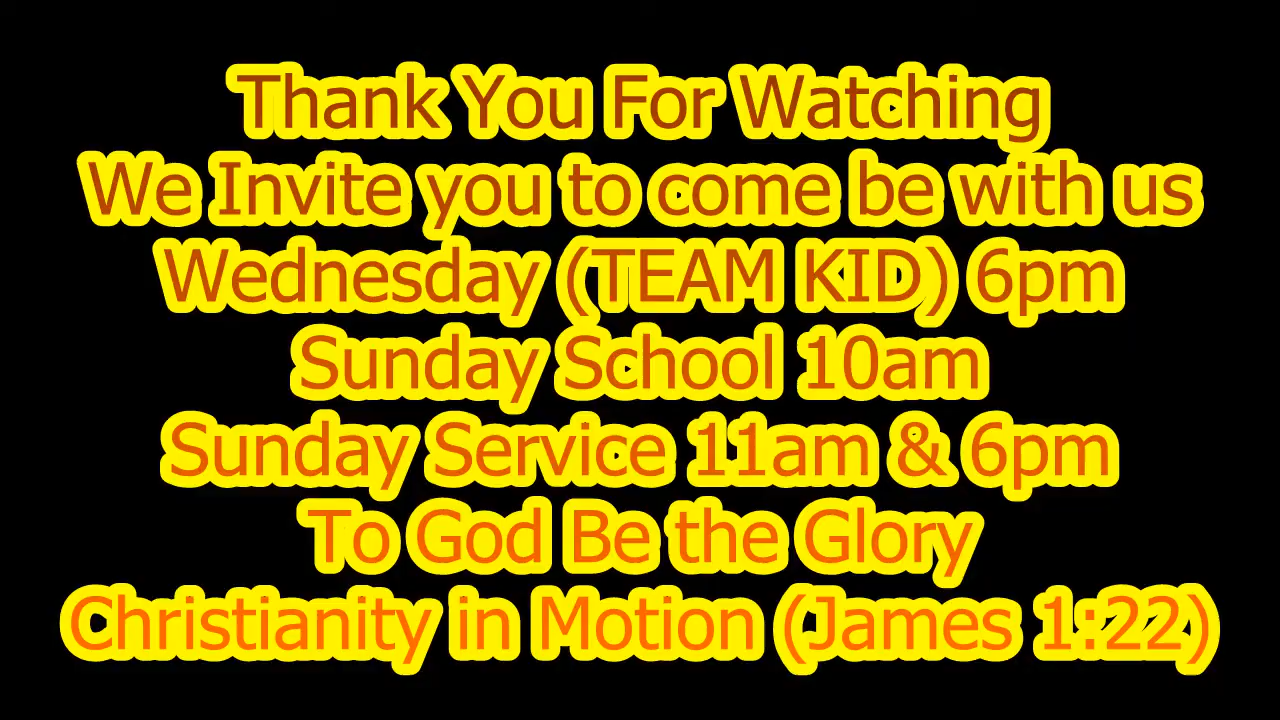 Thank You For Watching
We Invite you to come be with us
Wednesday (TEAM KID) 6pm
Sunday School 10am
Sunday Service 11am & 6pm
To God Be the Glory
Christianity in Motion (James 1:22)